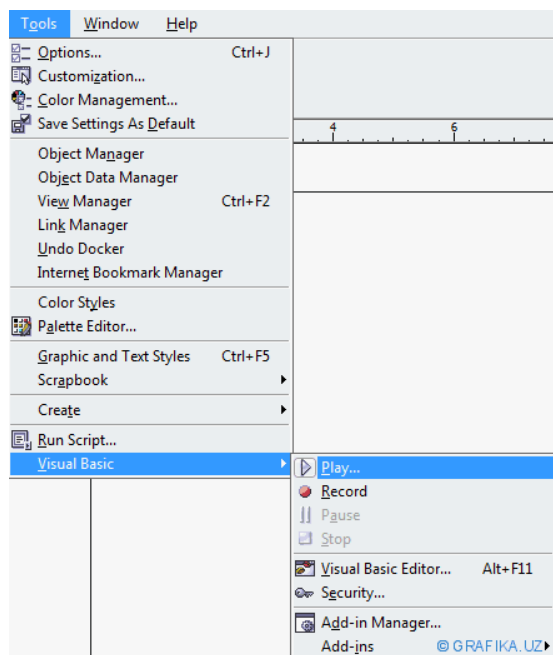 Tools Window Help
Options... Ctrl+J
Customization...
Color Management...
Save Settings As Default
4 6
Object Manager
Object Data Manager
View Manager Ctrl+F2
Link Manager
Undo Docker
Internet Bookmark Manager
Color Styles
Palette Editor...
Graphic and Text Styles Ctrl+F5
Scrapbook
Create
Run Script...
Visual Basic
Play...
Record
Pause
Stop
Visual Basic Editor... Alt+F11
Security...
Add-in Manager...
Add-ins © GRAFIKA.UZ